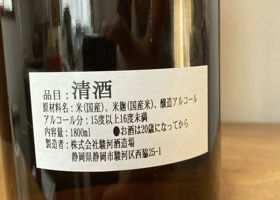 品目：清酒
原材料名：米(国産)、米麹(国産米)、醸造アルコール
アルコール分：15度以上16度未満
内容量：1800ml ●お酒は20歳になってから
製造者：株式会社駿河酒造場
静岡県静岡市駿河区西脇25-1